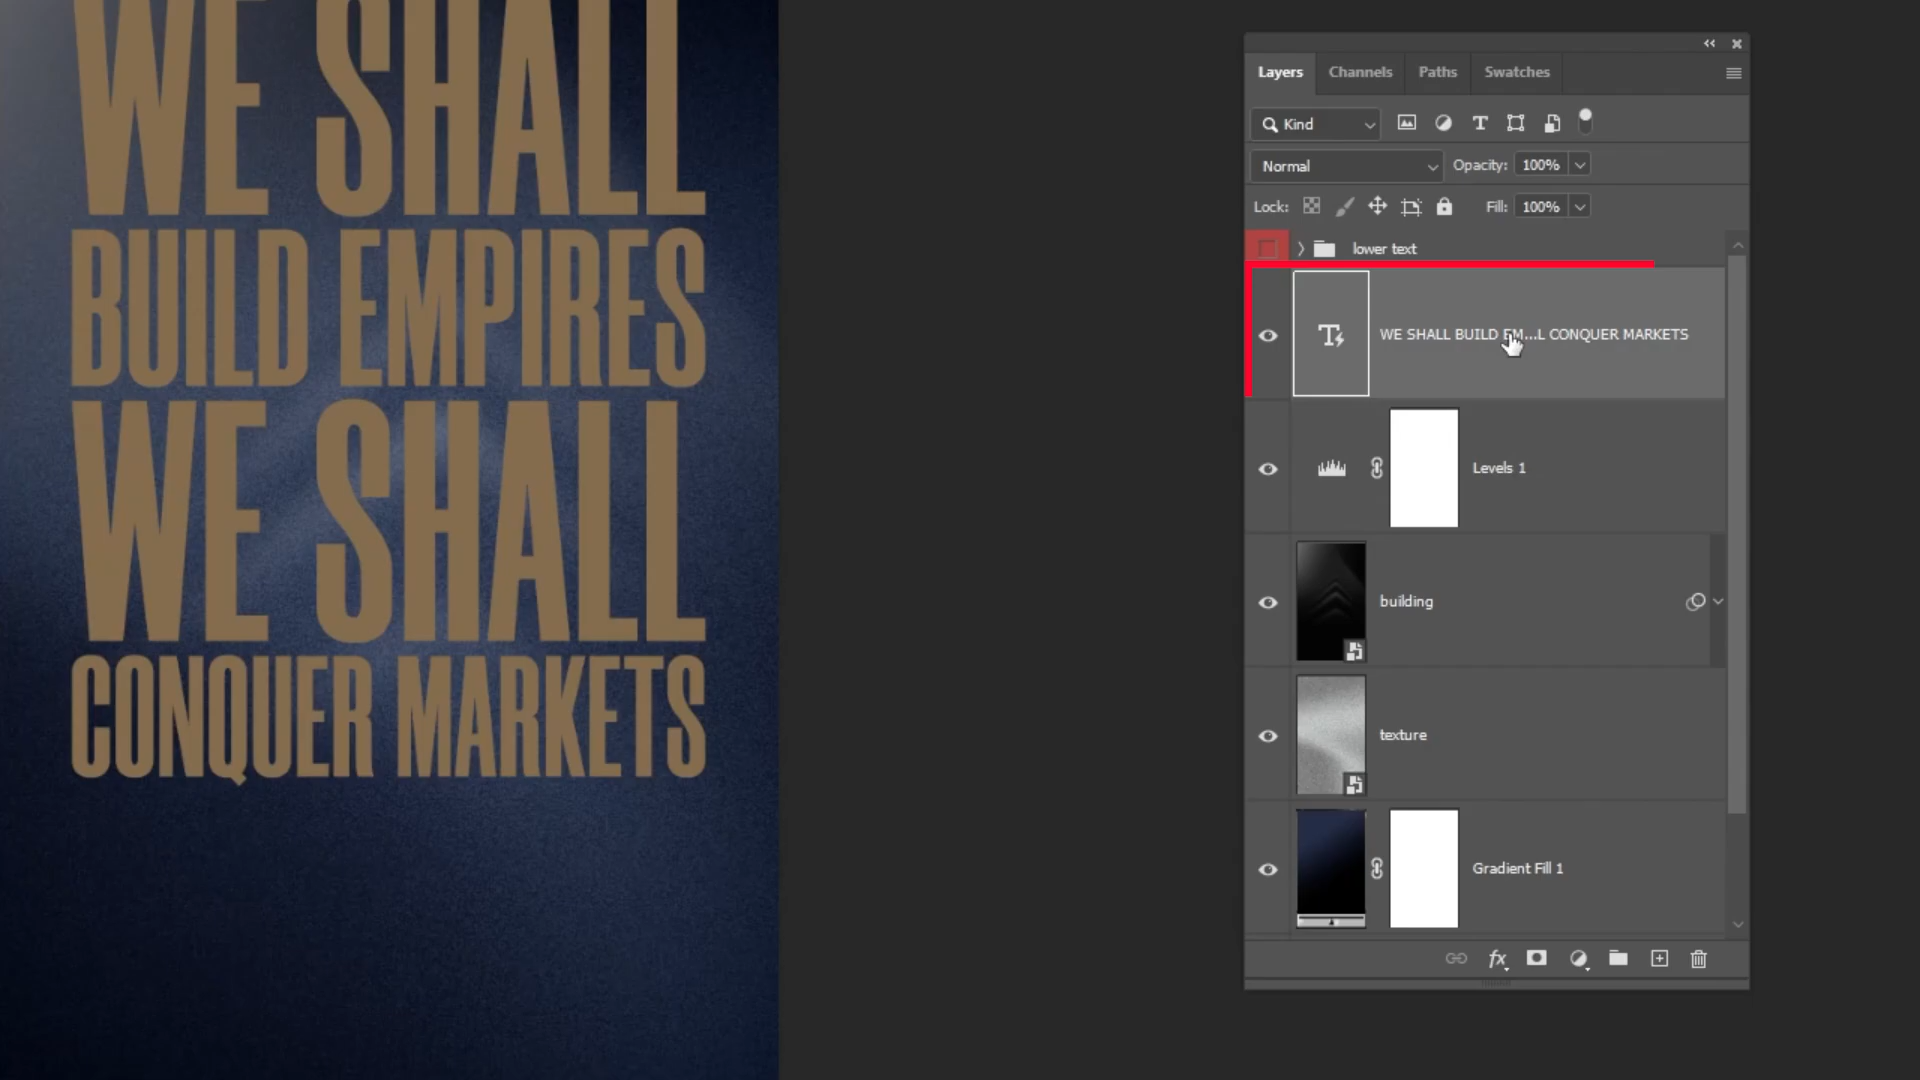 WE SHALL
BUILD EMPIRES
WE SHALL
CONQUER MARKETS
Layers Channels Paths Swatches
Kind
Normal Opacity: 100%
Lock: Fill: 100%
lower text
WE SHALL BUILD EM...L CONQUER MARKETS
Levels 1
building
texture
Gradient Fill 1
fx